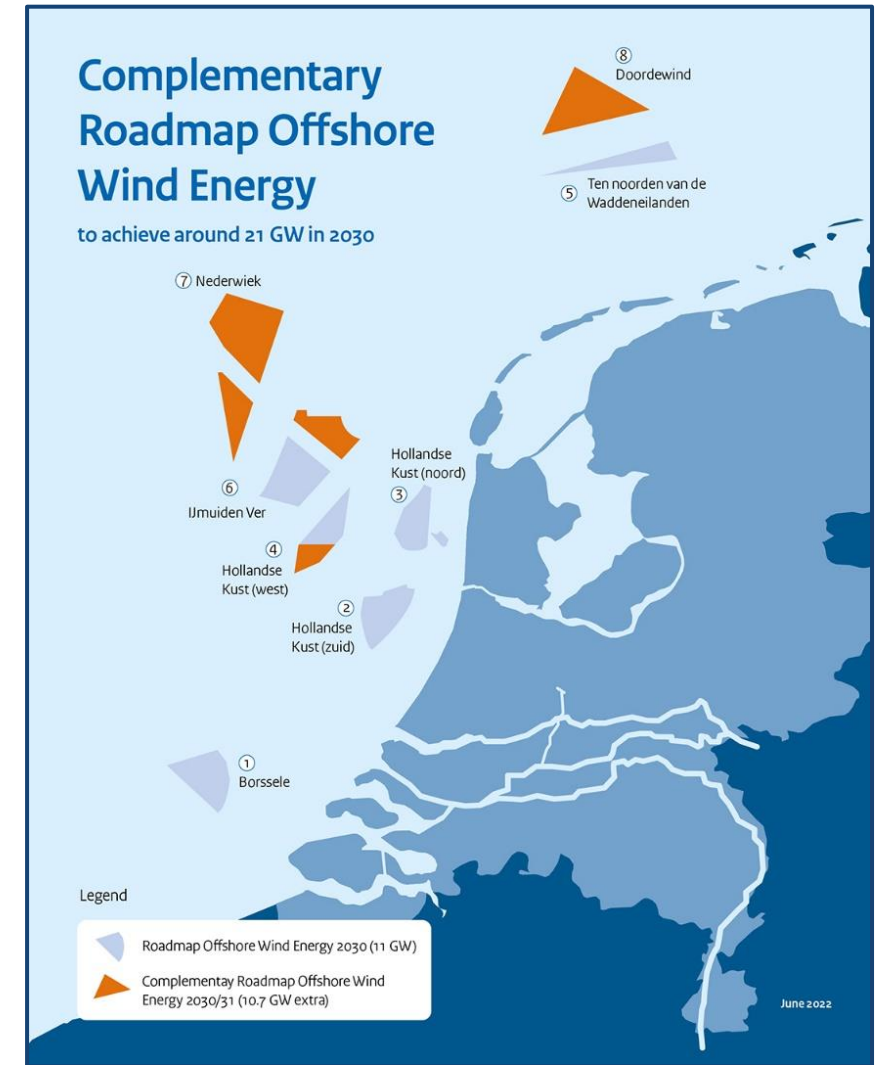 Complementary
Roadmap Offshore
Wind Energy
to achieve around 21 GW in 2030
8
Doordewind
5
Ten noorden van de
Waddeneilanden
7 Nederwiek
6
IJmuiden Ver
Hollandse
Kust (noord)
3
4
Hollandse
Kust (west)
2
Hollandse
Kust (zuid)
1
Borssele
Legend
Roadmap Offshore Wind Energy 2030 (11 GW)
Complementay Roadmap Offshore Wind
Energy 2030/31 (10.7 GW extra)
June 2022